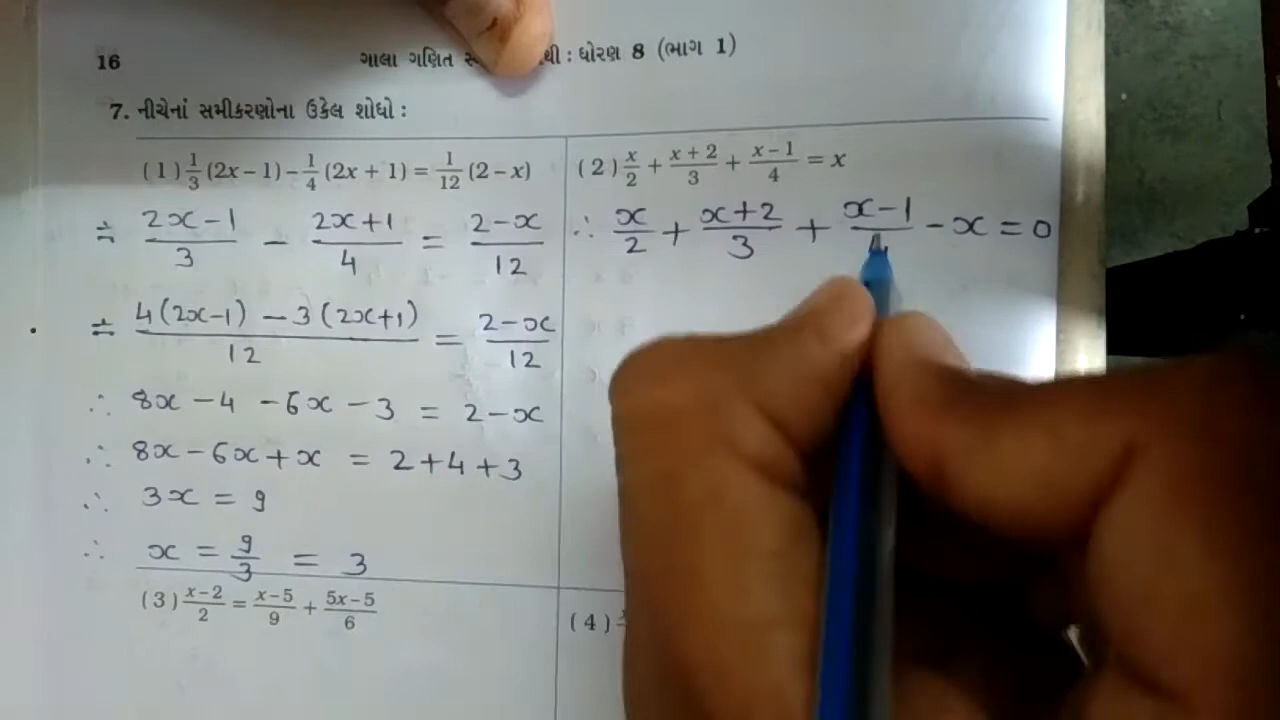 16
ગાલા ગણિત : ધોરણ 8 (ભાગ 1)
7. નીચેનાં સમીકરણોના ઉકેલ શોધો :
(1) 1/3 (2x – 1) – 1/4 (2x + 1) = 1/12 (2 – x)
∴ (2x – 1)/3 – (2x + 1)/4 = (2 – x)/12
∴ (4(2x – 1) – 3(2x + 1))/12 = (2 – x)/12
∴ 8x – 4 – 6x – 3 = 2 – x
∴ 8x – 6x + x = 2 + 4 + 3
∴ 3x = 9
∴ x = 9/3 = 3
(2) x/2 + (x + 2)/3 + (x – 1)/4 = x
∴ x/2 + (x + 2)/3 + (x – 1)/4 – x = 0
(3) (x – 2)/2 = (x – 5)/9 + (5x – 5)/6
(4)